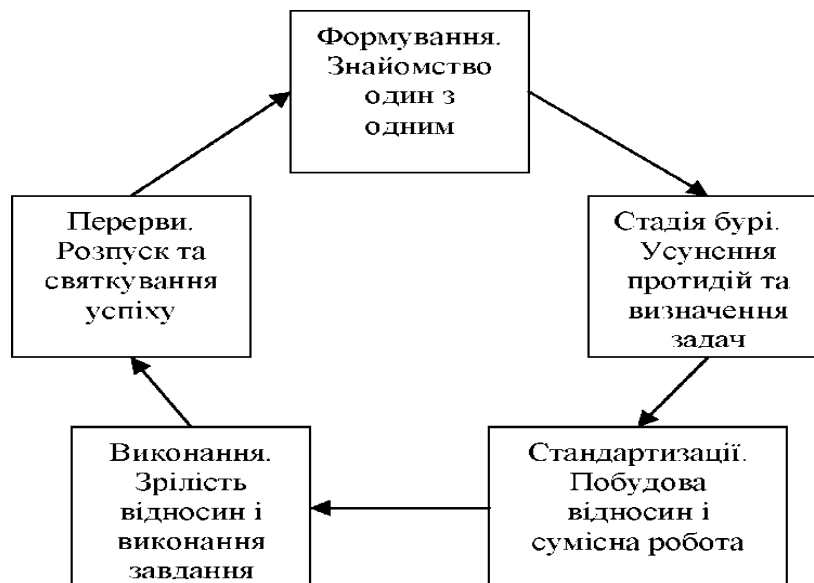 Формування.
Знайомство
один з
одним
Стадія бурі.
Усунення
протидій та
визначення
задач
Стандартизації.
Побудова
відносин і
сумісна робота
Виконання.
Зрілість
відносин і
виконання
завдання
Перерви.
Розпуск та
святкування
успіху